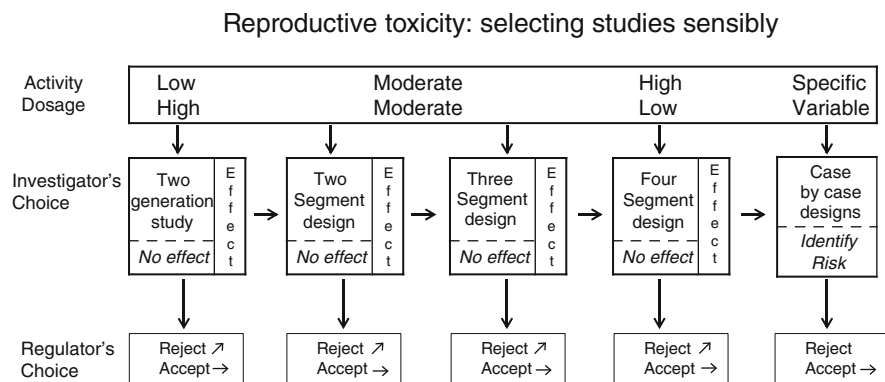 Reproductive toxicity: selecting studies sensibly
Activity
Dosage
Low
High
Moderate
Moderate
High
Low
Specific
Variable
Investigator's
Choice
Two
generation
study
No effect
Effect
Two
Segment
design
No effect
Effect
Three
Segment
design
No effect
Effect
Four
Segment
design
No effect
Effect
Case
by case
designs
Identify
Risk
Regulator's
Choice
Reject ↗
Accept →
Reject ↗
Accept →
Reject ↗
Accept →
Reject ↗
Accept →
Reject
Accept →